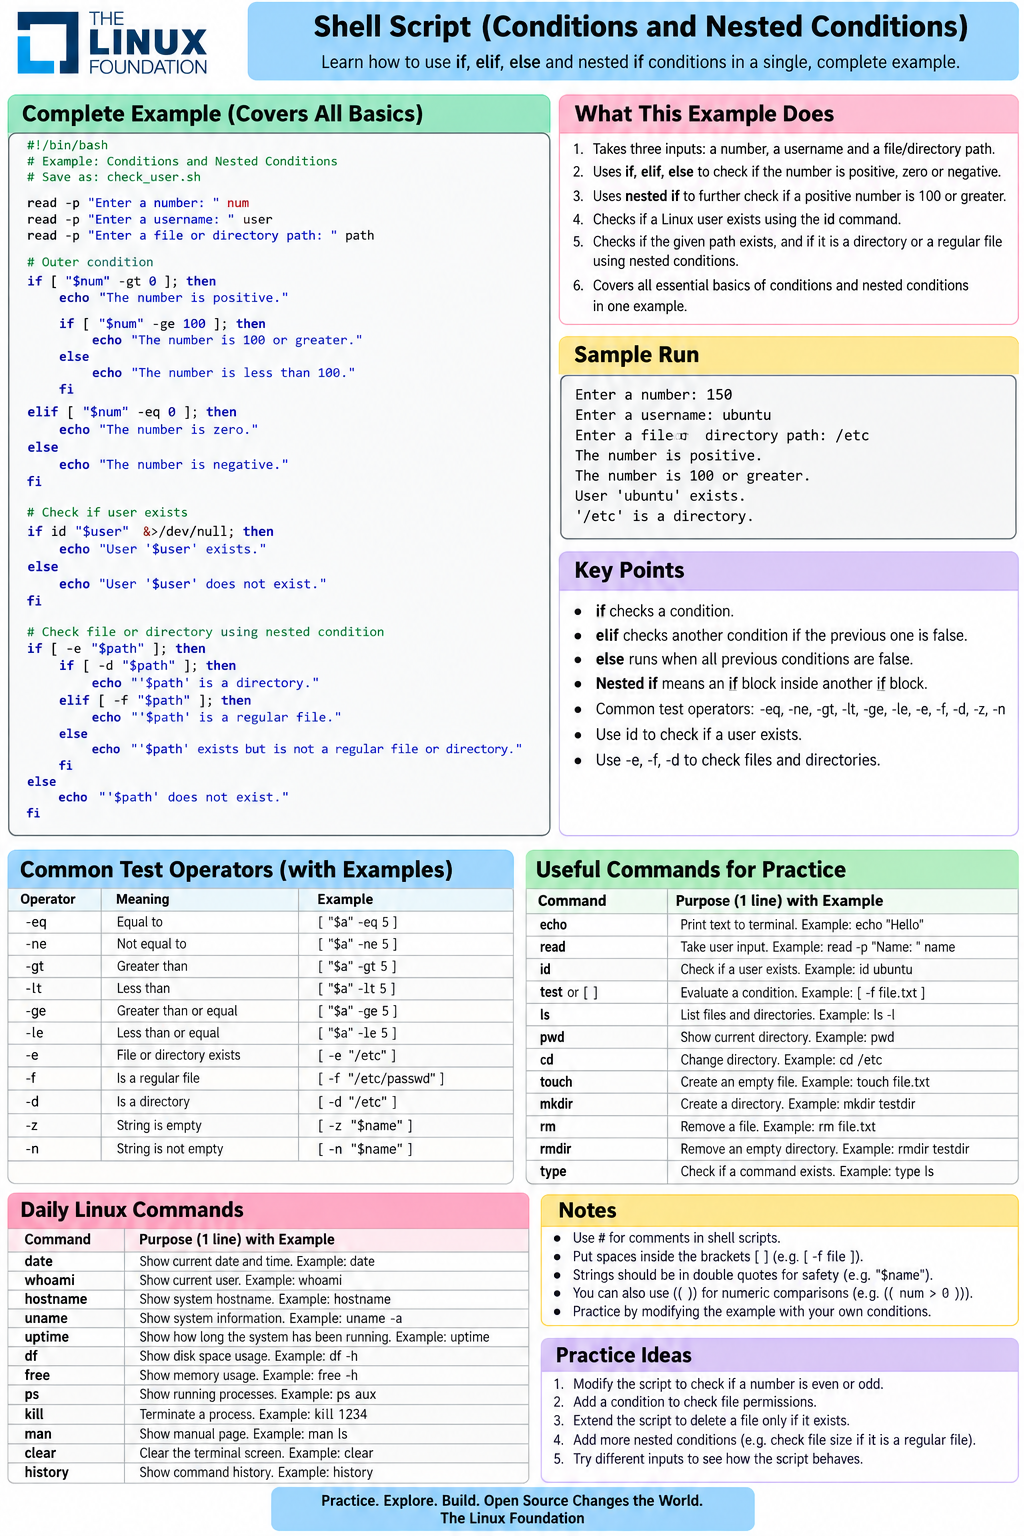 THE
LINUX
FOUNDATION
Shell Script (Conditions and Nested Conditions)
Learn how to use if, elif, else and nested if conditions in a single, complete example.
Complete Example (Covers All Basics)
#!/bin/bash
# Example: Conditions and Nested Conditions
# Save as: check_user.sh
read -p "Enter a number: " num
read -p "Enter a username: " user
read -p "Enter a file or directory path: " path
# Outer condition
if [ "$num" -gt 0 ]; then
echo "The number is positive."
if [ "$num" -ge 100 ]; then
echo "The number is 100 or greater."
else
echo "The number is less than 100."
fi
elif [ "$num" -eq 0 ]; then
echo "The number is zero."
else
echo "The number is negative."
fi
# Check if user exists
if id "$user" &>/dev/null; then
echo "User '$user' exists."
else
echo "User '$user' does not exist."
fi
# Check file or directory using nested condition
if [ -e "$path" ]; then
if [ -d "$path" ]; then
echo "'$path' is a directory."
elif [ -f "$path" ]; then
echo "'$path' is a regular file."
else
echo "'$path' exists but is not a regular file or directory."
fi
else
echo "'$path' does not exist."
fi
What This Example Does
1. Takes three inputs: a number, a username and a file/directory path.
2. Uses if, elif, else to check if the number is positive, zero or negative.
3. Uses nested if to further check if a positive number is 100 or greater.
4. Checks if a Linux user exists using the id command.
5. Checks if the given path exists, and if it is a directory or a regular file
using nested conditions.
6. Covers all essential basics of conditions and nested conditions
in one example.
Sample Run
Enter a number: 150
Enter a username: ubuntu
Enter a file directory path: /etc
The number is positive.
The number is 100 or greater.
User 'ubuntu' exists.
'/etc' is a directory.
Key Points
● if checks a condition.
● elif checks another condition if the previous one is false.
● else runs when all previous conditions are false.
● Nested if means an if block inside another if block.
● Common test operators: -eq, -ne, -gt, -lt, -ge, -le, -e, -f, -d, -z, -n
● Use id to check if a user exists.
● Use -e, -f, -d to check files and directories.
Common Test Operators (with Examples)
Operator Meaning Example
-eq Equal to [ "$a" -eq 5 ]
-ne Not equal to [ "$a" -ne 5 ]
-gt Greater than [ "$a" -gt 5 ]
-lt Less than [ "$a" -lt 5 ]
-ge Greater than or equal [ "$a" -ge 5 ]
-le Less than or equal [ "$a" -le 5 ]
-e File or directory exists [ -e "/etc" ]
-f Is a regular file [ -f "/etc/passwd" ]
-d Is a directory [ -d "/etc" ]
-z String is empty [ -z "$name" ]
-n String is not empty [ -n "$name" ]
Useful Commands for Practice
Command Purpose (1 line) with Example
echo Print text to terminal. Example: echo "Hello"
read Take user input. Example: read -p "Name: " name
id Check if a user exists. Example: id ubuntu
test or [ ] Evaluate a condition. Example: [ -f file.txt ]
ls List files and directories. Example: ls -l
pwd Show current directory. Example: pwd
cd Change directory. Example: cd /etc
touch Create an empty file. Example: touch file.txt
mkdir Create a directory. Example: mkdir testdir
rm Remove a file. Example: rm file.txt
rmdir Remove an empty directory. Example: rmdir testdir
type Check if a command exists. Example: type ls
Daily Linux Commands
Command Purpose (1 line) with Example
date Show current date and time. Example: date
whoami Show current user. Example: whoami
hostname Show system hostname. Example: hostname
uname Show system information. Example: uname -a
uptime Show how long the system has been running. Example: uptime
df Show disk space usage. Example: df -h
free Show memory usage. Example: free -h
ps Show running processes. Example: ps aux
kill Terminate a process. Example: kill 1234
man Show manual page. Example: man ls
clear Clear the terminal screen. Example: clear
history Show command history. Example: history
Notes
● Use # for comments in shell scripts.
● Put spaces inside the brackets [ ] (e.g. [ -f file ]).
● Strings should be in double quotes for safety (e.g. "$name").
● You can also use (( )) for numeric comparisons (e.g. (( num > 0 ))).
● Practice by modifying the example with your own conditions.
Practice Ideas
1. Modify the script to check if a number is even or odd.
2. Add a condition to check file permissions.
3. Extend the script to delete a file only if it exists.
4. Add more nested conditions (e.g. check file size if it is a regular file).
5. Try different inputs to see how the script behaves.
Practice. Explore. Build. Open Source Changes the World.
The Linux Foundation